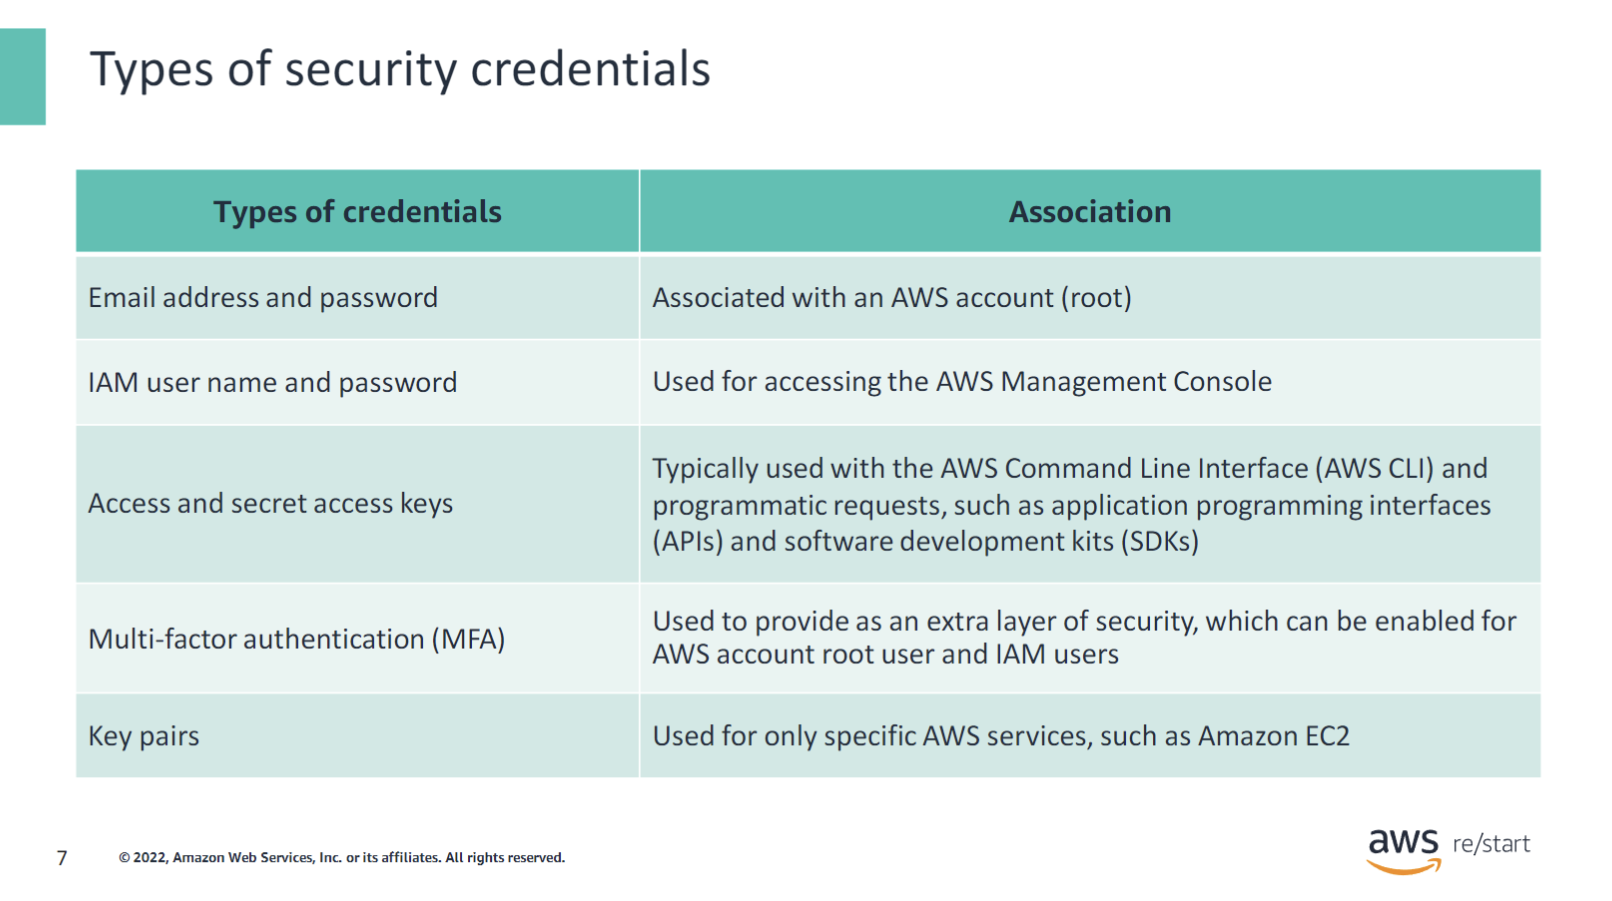 Types of security credentials
Types of credentials
Association
Email address and password
Associated with an AWS account (root)
IAM user name and password
Used for accessing the AWS Management Console
Access and secret access keys
Typically used with the AWS Command Line Interface (AWS CLI) and
programmatic requests, such as application programming interfaces
(APIs) and software development kits (SDKs)
Multi-factor authentication (MFA)
Used to provide as an extra layer of security, which can be enabled for
AWS account root user and IAM users
Key pairs
Used for only specific AWS services, such as Amazon EC2
7
© 2022, Amazon Web Services, Inc. or its affiliates. All rights reserved.
aws re/start